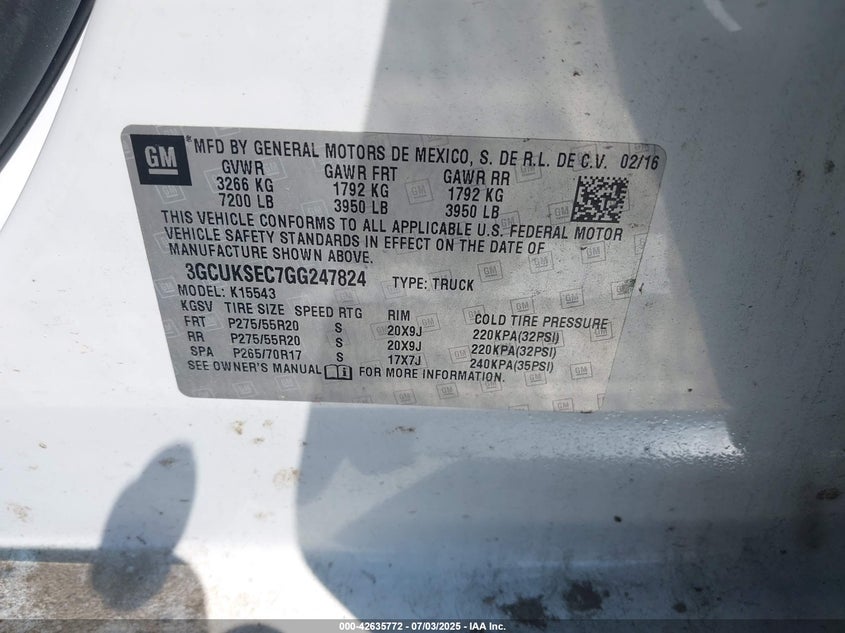 GM *MFD BY GENERAL MOTORS DE MEXICO, S. DE R.L. DE C.V. 02/16
GVWR GAWR FRT GAWR RR
3266 KG 1792 KG 1792 KG
7200 LB 3950 LB 3950 LB
THIS VEHICLE CONFORMS TO ALL APPLICABLE U.S. FEDERAL MOTOR
VEHICLE SAFETY STANDARDS IN EFFECT ON THE DATE OF
MANUFACTURE SHOWN ABOVE.
3GCUKSEC7GG247824 TYPE: TRUCK
MODEL: K15543
KGSV TIRE SIZE SPEED RTG RIM COLD TIRE PRESSURE
FRT P275/55R20 S 20X9J 220KPA(32PSI)
RR P275/55R20 S 20X9J 220KPA(32PSI)
SPA P265/70R17 S 17X7J 240KPA(35PSI)
SEE OWNER'S MANUAL FOR MORE INFORMATION.
000-42635772 - 07/03/2025 - IAA Inc.